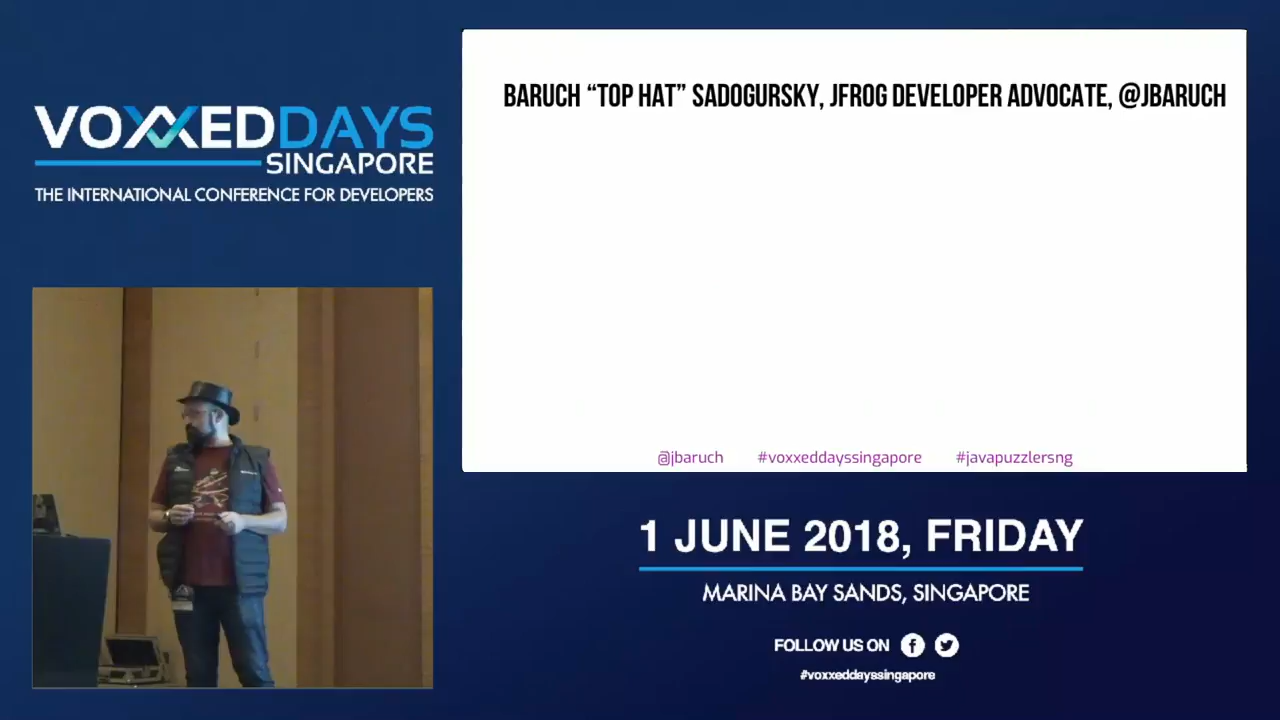 VOXXEDDAYS
SINGAPORE
THE INTERNATIONAL CONFERENCE FOR DEVELOPERS
BARUCH “TOP HAT” SADOGURSKY, JFROG DEVELOPER ADVOCATE, @JBARUCH
@jbaruch #voxxeddayssingapore #javapuzzlersng
1 JUNE 2018, FRIDAY
MARINA BAY SANDS, SINGAPORE
FOLLOW US ON
#voxxeddayssingapore